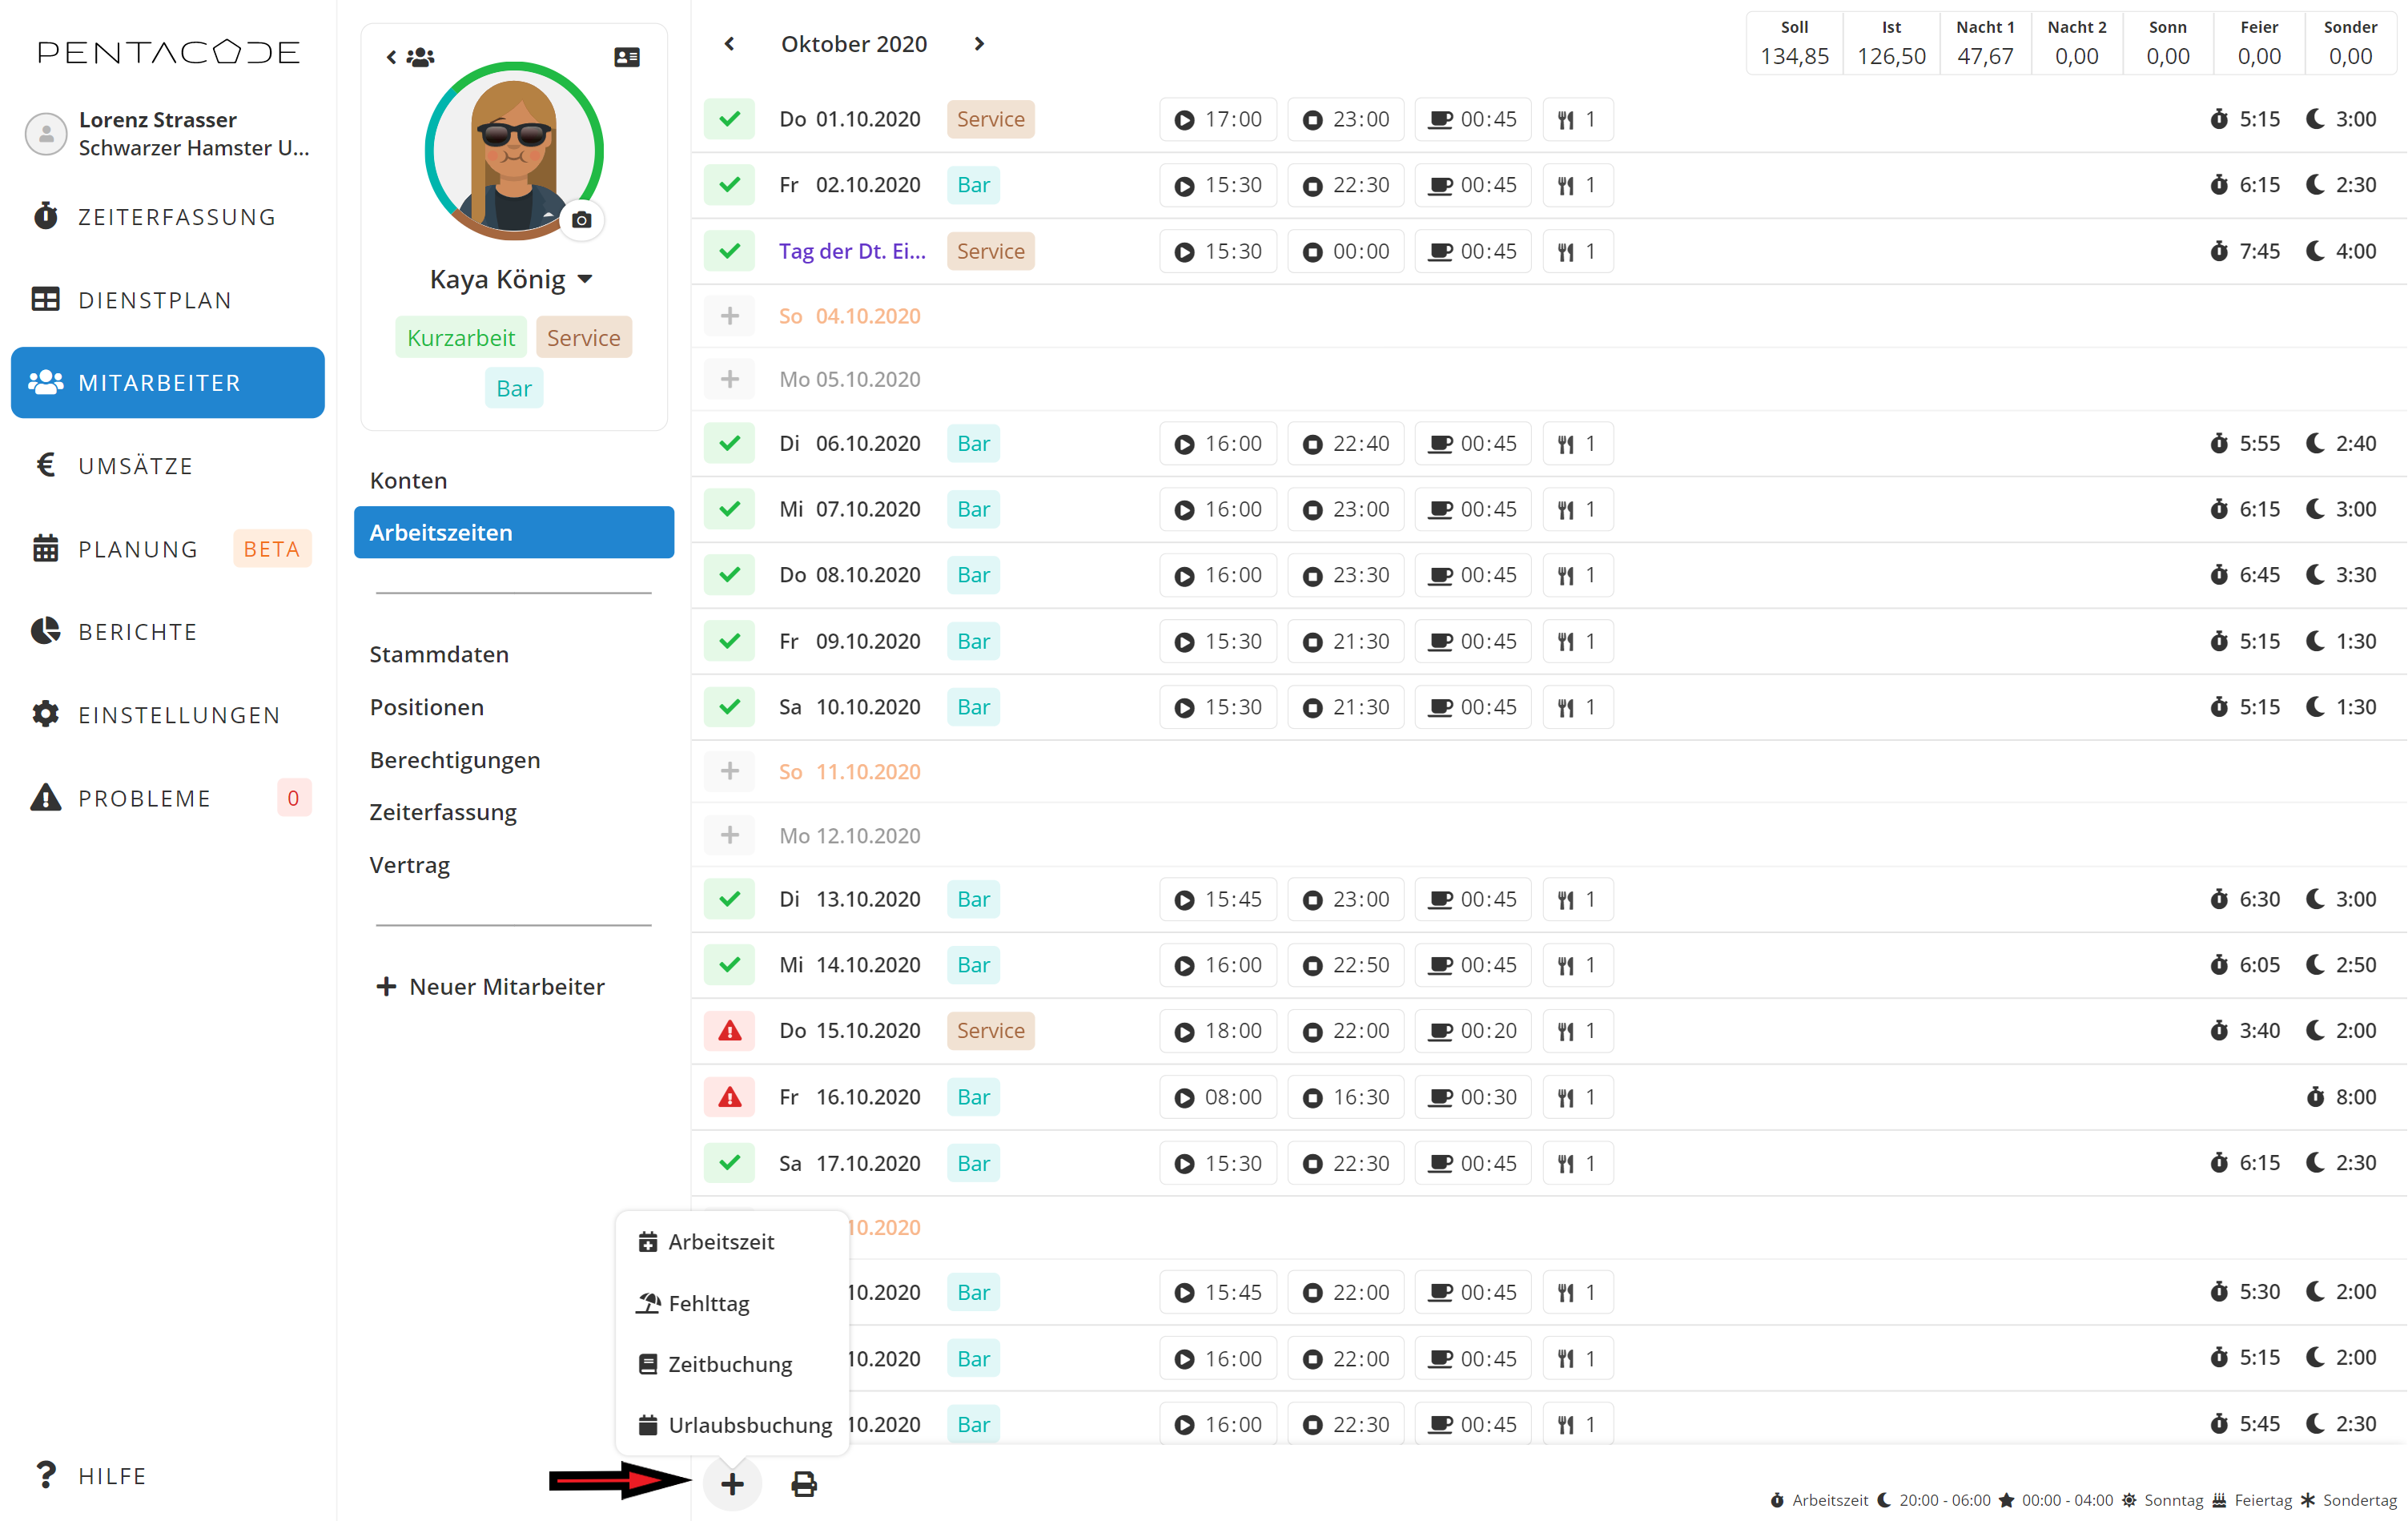 PENTACODE
Lorenz Strasser
Schwarzer Hamster U...
ZEITERFASSUNG
DIENSTPLAN
MITARBEITER
UMSÄTZE
PLANUNG BETA
BERICHTE
EINSTELLUNGEN
PROBLEME 0
HILFE
Kaya König
Kurzarbeit Service
Bar
Konten
Arbeitszeiten
Stammdaten
Positionen
Berechtigungen
Zeiterfassung
Vertrag
Neuer Mitarbeiter
Oktober 2020
Soll Ist Nacht 1 Nacht 2 Sonn Feier Sonder
134,85 126,50 47,67 0,00 0,00 0,00 0,00
Do 01.10.2020 Service 17:00 23:00 00:45 1 5:15 3:00
Fr 02.10.2020 Bar 15:30 22:30 00:45 1 6:15 2:30
Tag der Dt. Ei... Service 15:30 00:00 00:45 1 7:45 4:00
So 04.10.2020
Mo 05.10.2020
Di 06.10.2020 Bar 16:00 22:40 00:45 1 5:55 2:40
Mi 07.10.2020 Bar 16:00 23:00 00:45 1 6:15 3:00
Do 08.10.2020 Bar 16:00 23:30 00:45 1 6:45 3:30
Fr 09.10.2020 Bar 15:30 21:30 00:45 1 5:15 1:30
Sa 10.10.2020 Bar 15:30 21:30 00:45 1 5:15 1:30
So 11.10.2020
Mo 12.10.2020
Di 13.10.2020 Bar 15:45 23:00 00:45 1 6:30 3:00
Mi 14.10.2020 Bar 16:00 22:50 00:45 1 6:05 2:50
Do 15.10.2020 Service 18:00 22:00 00:20 1 3:40 2:00
Fr 16.10.2020 Bar 08:00 16:30 00:30 1 8:00
Sa 17.10.2020 Bar 15:30 22:30 00:45 1 6:15 2:30
10.2020
10.2020 Bar 15:45 22:00 00:45 1 5:30 2:00
10.2020 Bar 16:00 22:00 00:45 1 5:15 2:00
10.2020 Bar 16:00 22:30 00:45 1 5:45 2:30
Arbeitszeit
Fehlttag
Zeitbuchung
Urlaubsbuchung
Arbeitszeit 20:00 - 06:00 00:00 - 04:00 Sonntag Feiertag Sondertag